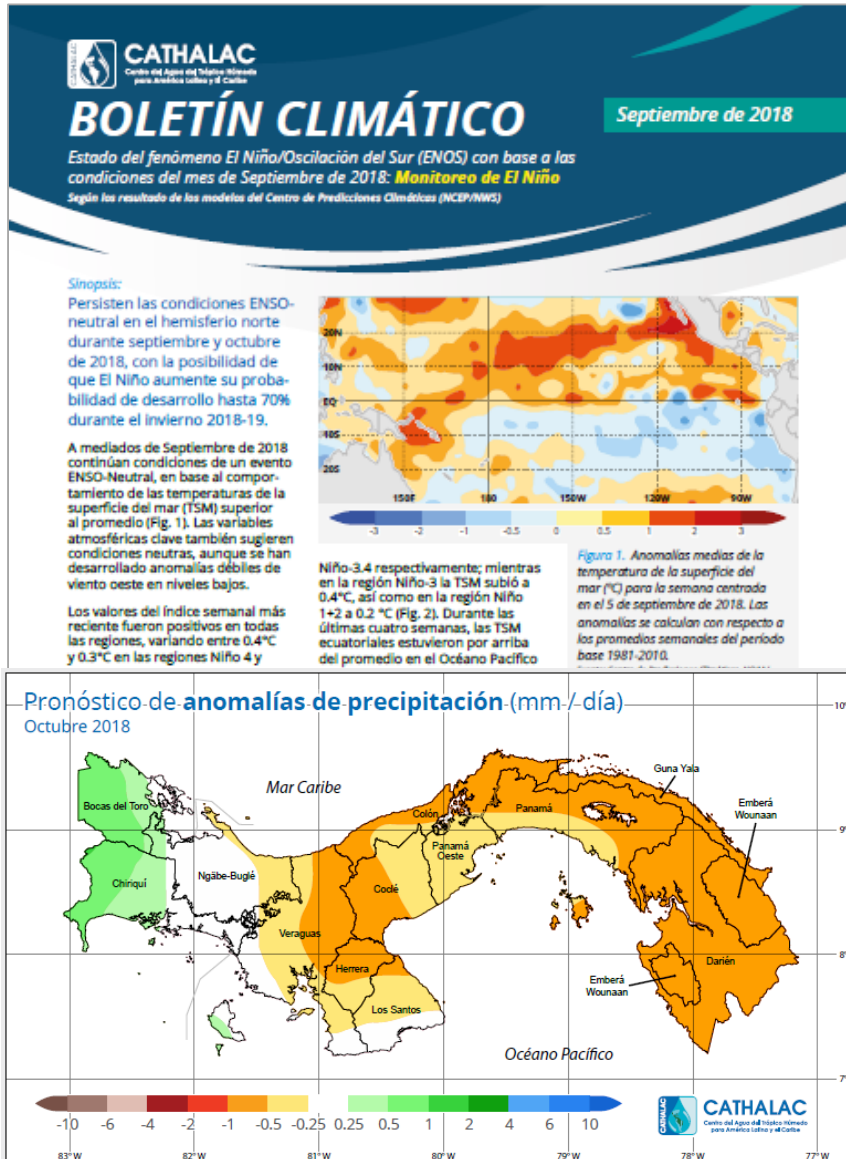 CATHALAC
Centro del Agua del Trópico Húmedo
para América Latina y el Caribe
CATHALAC
BOLETÍN CLIMÁTICO
Septiembre de 2018
Estado del fenómeno El Niño/Oscilación del Sur (ENOS) con base a las
condiciones del mes de Septiembre de 2018: Monitoreo de El Niño
Según los resultado de los modelos del Centro de Predicciones Climáticas (NCEP/NWS)
Sinopsis:
Persisten las condiciones ENSO-
neutral en el hemisferio norte
durante septiembre y octubre
de 2018, con la posibilidad de
que El Niño aumente su proba-
bilidad de desarrollo hasta 70%
durante el invierno 2018-19.
A mediados de Septiembre de 2018
continúan condiciones de un evento
ENSO-Neutral, en base al compor-
tamiento de las temperaturas de la
superficie del mar (TSM) superior
al promedio (Fig. 1). Las variables
atmosféricas clave también sugieren
condiciones neutras, aunque se han
desarrollado anomalías débiles de
viento oeste en niveles bajos.
Los valores del índice semanal más
reciente fueron positivos en todas
las regiones, variando entre 0.4°C
y 0.3°C en las regiones Niño 4 y
20N
10N
EQ
10S
20S
150E 180 150W 120W 90W
-3 -2 -1 -0.5 0 0.5 1 2 3
Niño-3.4 respectivamente; mientras
en la región Niño-3 la TSM subió a
0.4°C, así como en la región Niño
1+2 a 0.2 °C (Fig. 2). Durante las
últimas cuatro semanas, las TSM
ecuatoriales estuvieron por arriba
del promedio en el Océano Pacífico
Figura 1. Anomalías medias de la
temperatura de la superficie del
mar (°C) para la semana centrada
en el 5 de septiembre de 2018. Las
anomalías se calculan con respecto a
los promedios semanales del período
base 1981-2010.
Pronóstico de anomalías de precipitación (mm / día)
Octubre 2018
10°
Mar Caribe
Guna Yala
Bocas del Toro
Colón
Panamá
Emberá
Wounaan
9°
Panamá
Oeste
Chiriquí
Ngäbe-Buglé
Coclé
Veraguas
8°
Herrera
Darién
Emberá
Wounaan
Los Santos
Océano Pacífico
7°
-10 -6 -4 -2 -1 -0.5 -0.25 0.25 0.5 1 2 4 6 10
CATHALAC
CATHALAC
Centro del Agua del Trópico Húmedo
para América Latina y el Caribe
83°W 82°W 81°W 80°W 79°W 78°W 77°W